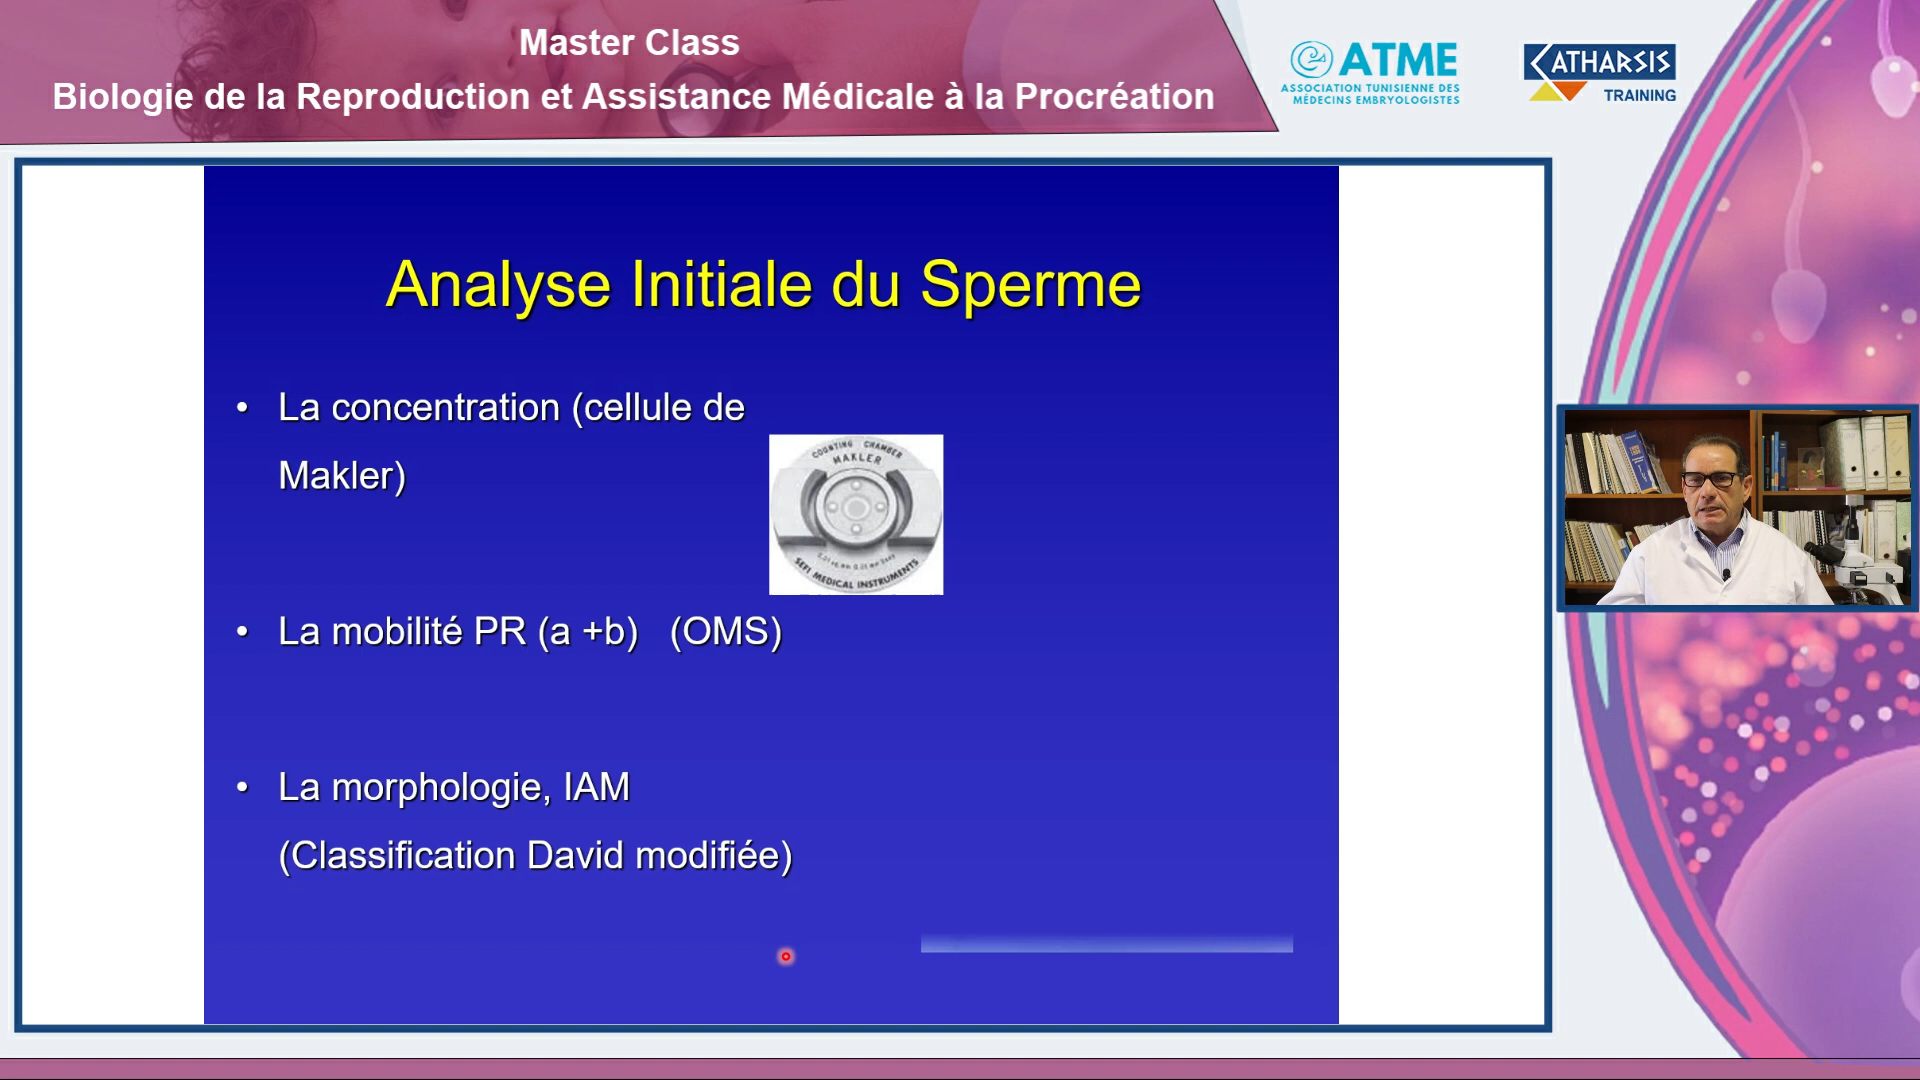 Master Class
Biologie de la Reproduction et Assistance Médicale à la Procréation
ATME
ASSOCIATION TUNISIENNE DES
MÉDECINS EMBRYOLOGISTES
KATHARSIS
TRAINING
Analyse Initiale du Sperme
• La concentration (cellule de
Makler)
COUNTING CHAMBER
MAKLER
SEFI MEDICAL INSTRUMENTS
• La mobilité PR (a +b) (OMS)
• La morphologie, IAM
(Classification David modifiée)